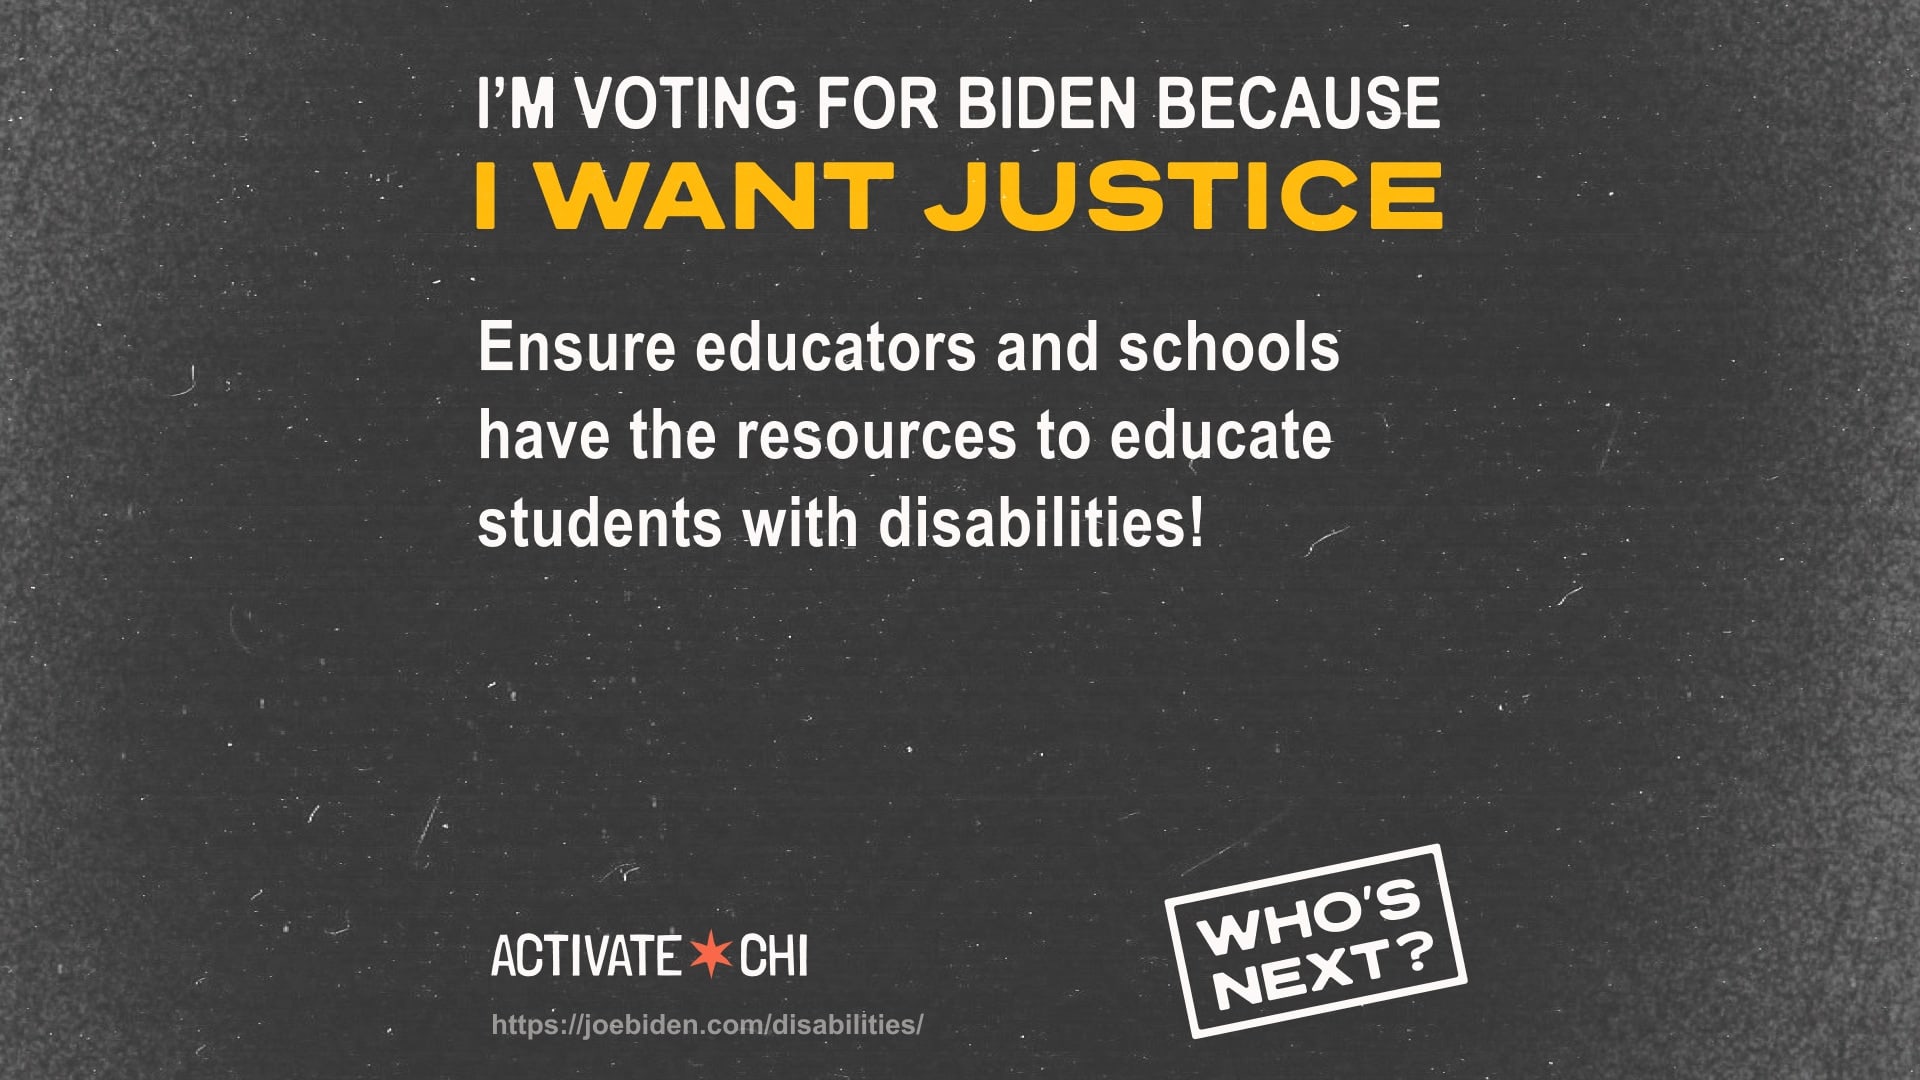 I’M VOTING FOR BIDEN BECAUSE
I WANT JUSTICE
Ensure educators and schools
have the resources to educate
students with disabilities!
ACTIVATE CHI
https://joebiden.com/disabilities/
WHO'S
NEXT?